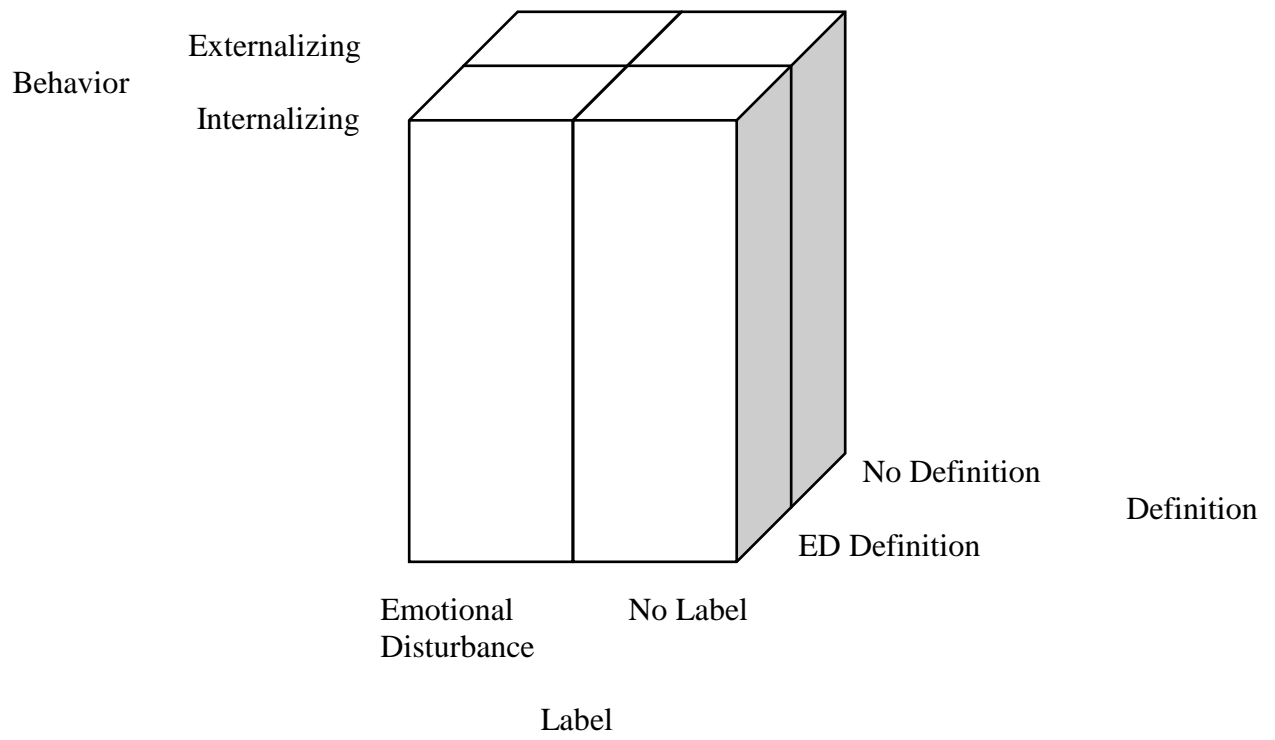 Externalizing
Behavior
Internalizing
No Definition
Definition
ED Definition
Emotional
Disturbance
No Label
Label